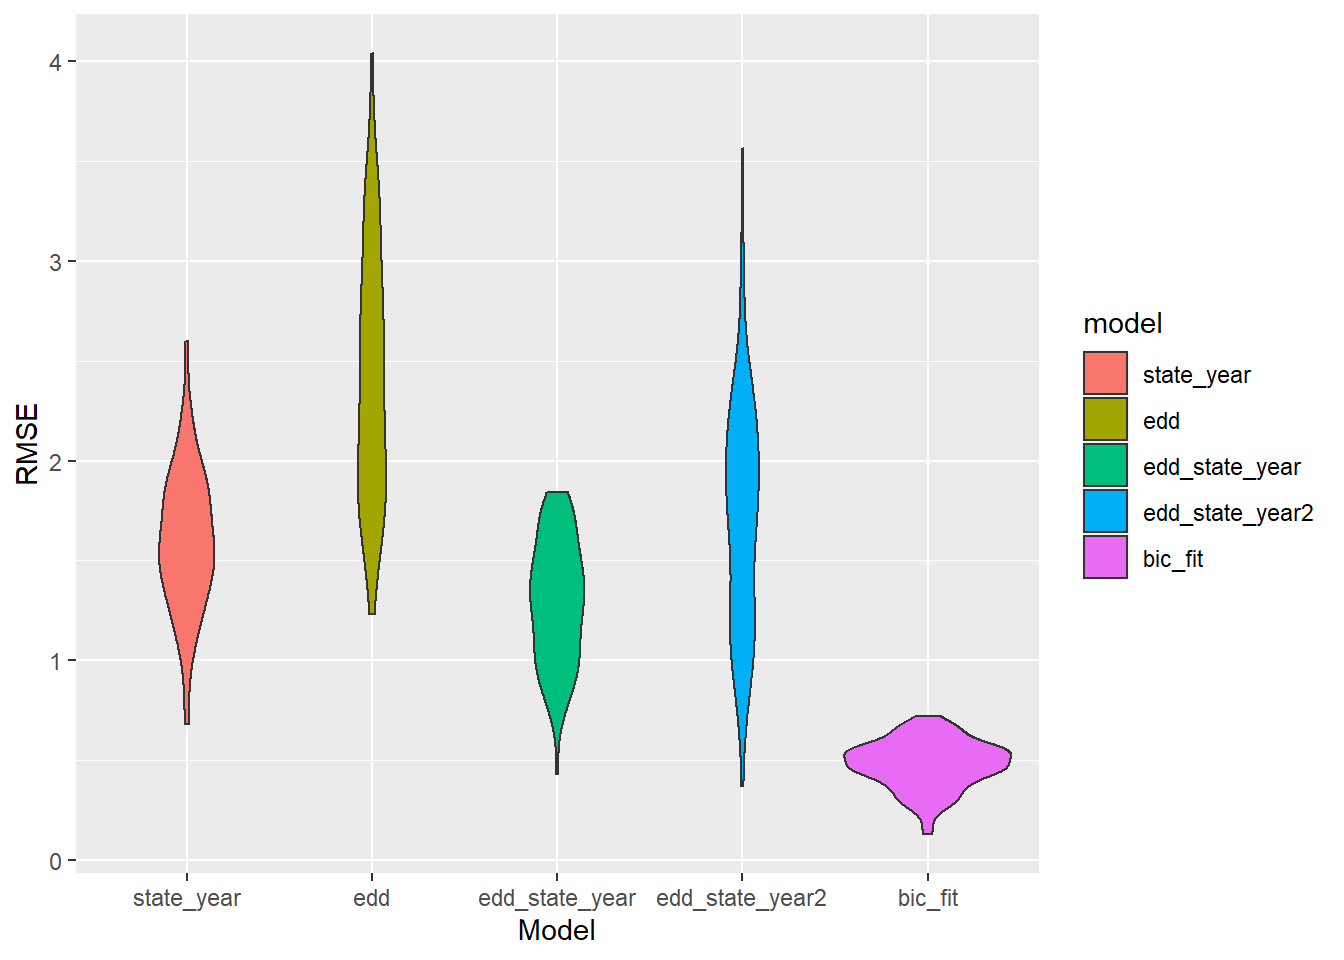 4
3
2
1
0
RMSE
state_year
edd
edd_state_year
edd_state_year2
bic_fit
Model
model
state_year
edd
edd_state_year
edd_state_year2
bic_fit